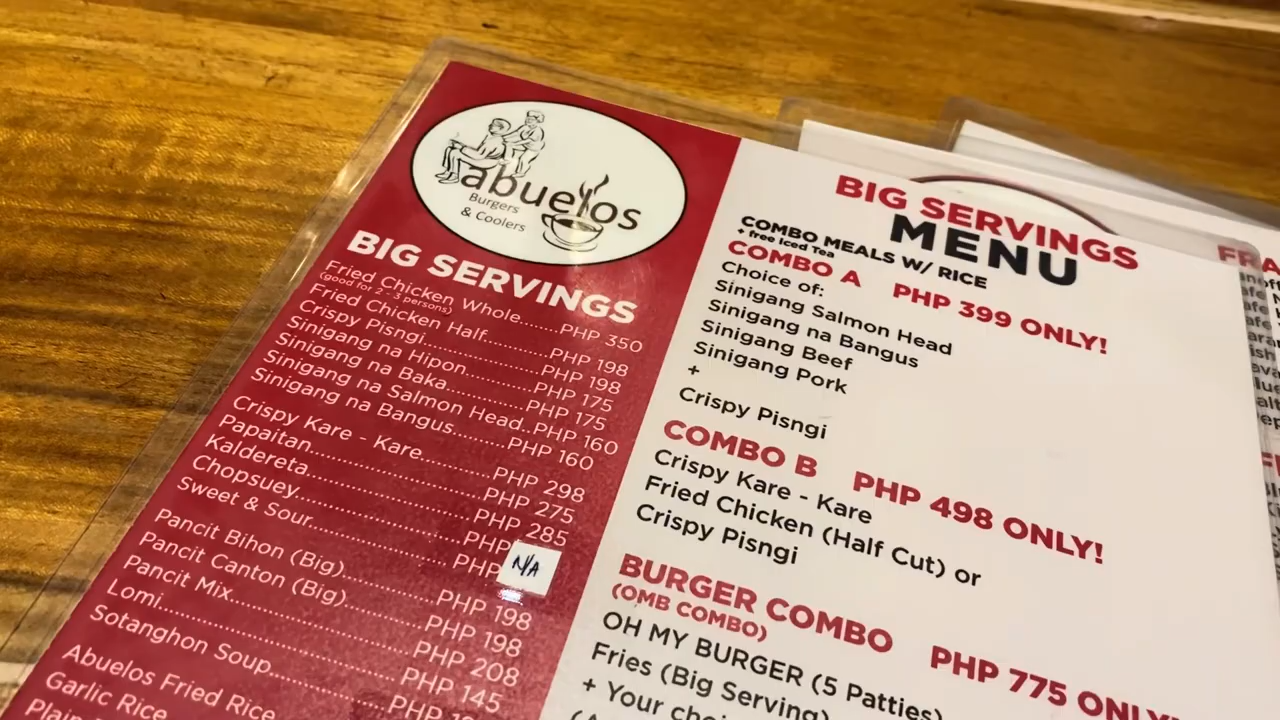 abuelos
Burgers
& Coolers
BIG SERVINGS
Fried Chicken Whole........PHP 350
(good for 2 - 3 persons)
Fried Chicken Half..........PHP 198
Crispy Pisngi..................PHP 198
Sinigang na Hipon..........PHP 175
Sinigang na Baka............PHP 175
Sinigang na Salmon Head..PHP 160
Sinigang na Bangus.........PHP 160
Crispy Kare - Kare............PHP 298
Papaitan........................PHP 275
Kaldereta.......................PHP 285
Chopsuey......................PHP
Sweet & Sour.................PHP N/A
Pancit Bihon (Big)............PHP 198
Pancit Canton (Big)..........PHP 198
Pancit Mix.......................PHP 208
Lomi..............................PHP 145
Sotanghon Soup..............PHP
Abuelos Fried Rice
Garlic Rice
Plain
BIG SERVINGS
MENU
COMBO MEALS W/ RICE
+ free Iced Tea
COMBO A PHP 399 ONLY!
Choice of:
Sinigang Salmon Head
Sinigang na Bangus
Sinigang Beef
Sinigang Pork
+
Crispy Pisngi
COMBO B PHP 498 ONLY!
Crispy Kare - Kare
Fried Chicken (Half Cut) or
Crispy Pisngi
BURGER COMBO PHP 775 ONLY!
(OMB COMBO)
OH MY BURGER (5 Patties)
Fries (Big Serving)
+ Your